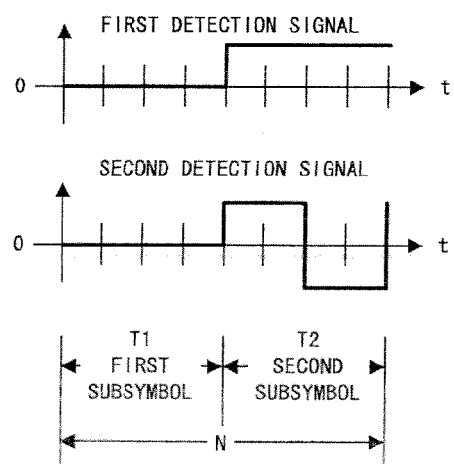 FIRST DETECTION SIGNAL
0
t
SECOND DETECTION SIGNAL
0
t
T1
FIRST
SUBSYMBOL
T2
SECOND
SUBSYMBOL
N